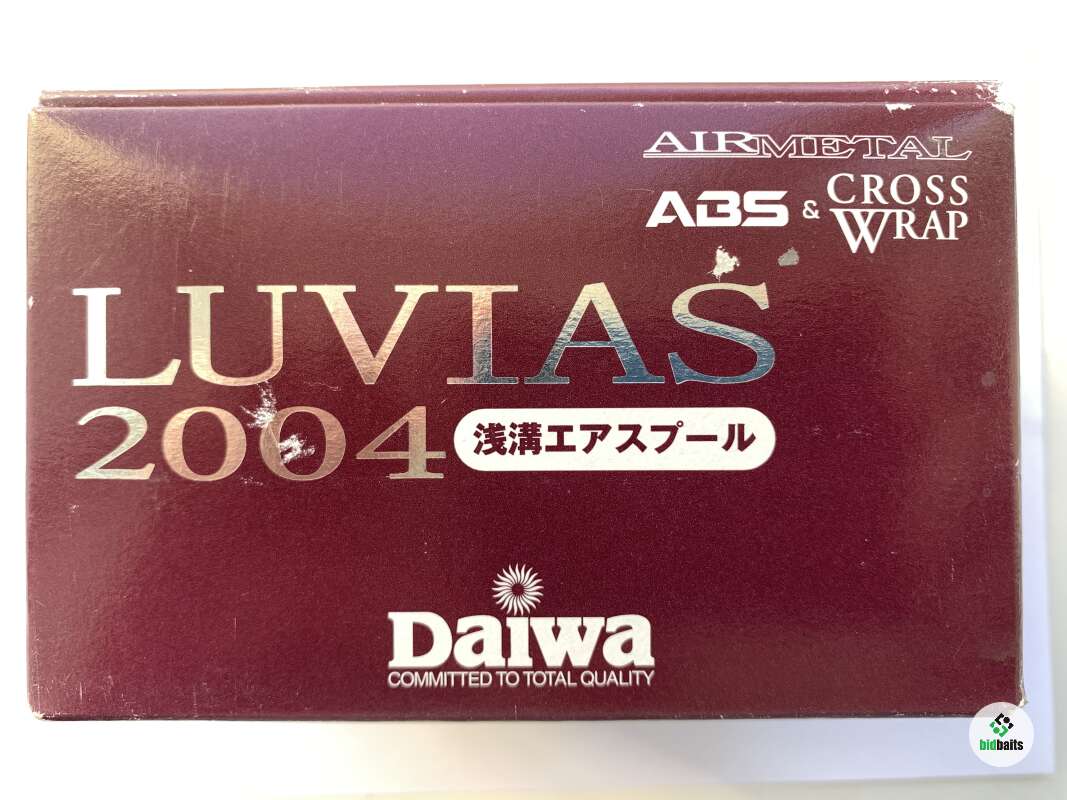 AIRMETAL
ABS & CROSS WRAP
LUVIAS
2004 浅溝エアスプール
Daiwa
COMMITTED TO TOTAL QUALITY
bidbaits